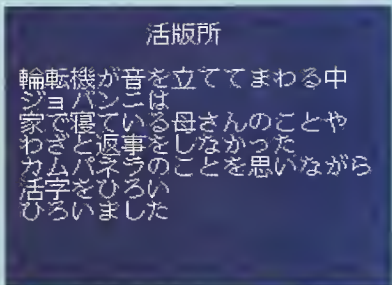 活版所
輪転機が音を立ててまわる中
ジョバンニは
家で寝ている母さんのことや
わざと返事をしなかった
カムパネラのことを思いながら
活字をひろい
ひろいました